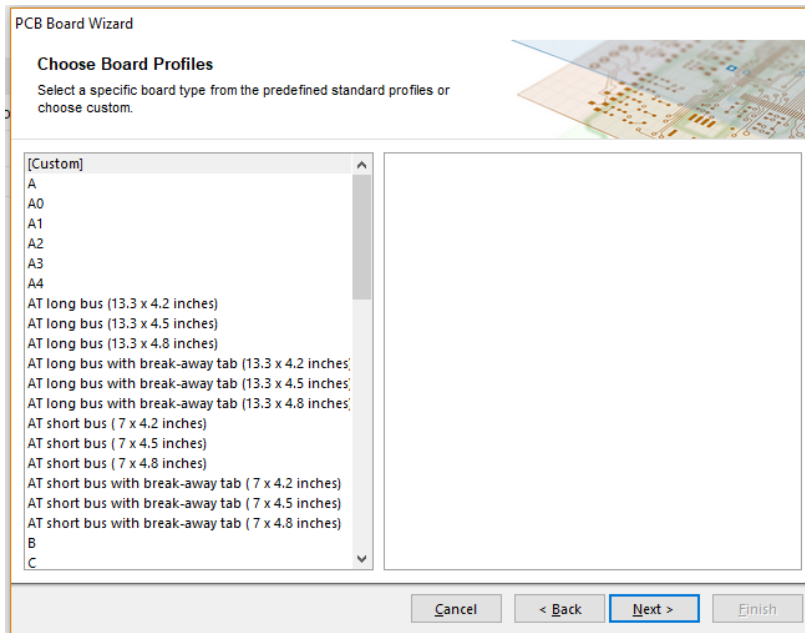 PCB Board Wizard
Choose Board Profiles
Select a specific board type from the predefined standard profiles or
choose custom.
[Custom]
A
A0
A1
A2
A3
A4
AT long bus (13.3 x 4.2 inches)
AT long bus (13.3 x 4.5 inches)
AT long bus (13.3 x 4.8 inches)
AT long bus with break-away tab (13.3 x 4.2 inches)
AT long bus with break-away tab (13.3 x 4.5 inches)
AT long bus with break-away tab (13.3 x 4.8 inches)
AT short bus ( 7 x 4.2 inches)
AT short bus ( 7 x 4.5 inches)
AT short bus ( 7 x 4.8 inches)
AT short bus with break-away tab ( 7 x 4.2 inches)
AT short bus with break-away tab ( 7 x 4.5 inches)
AT short bus with break-away tab ( 7 x 4.8 inches)
B
C
Cancel < Back Next > Finish